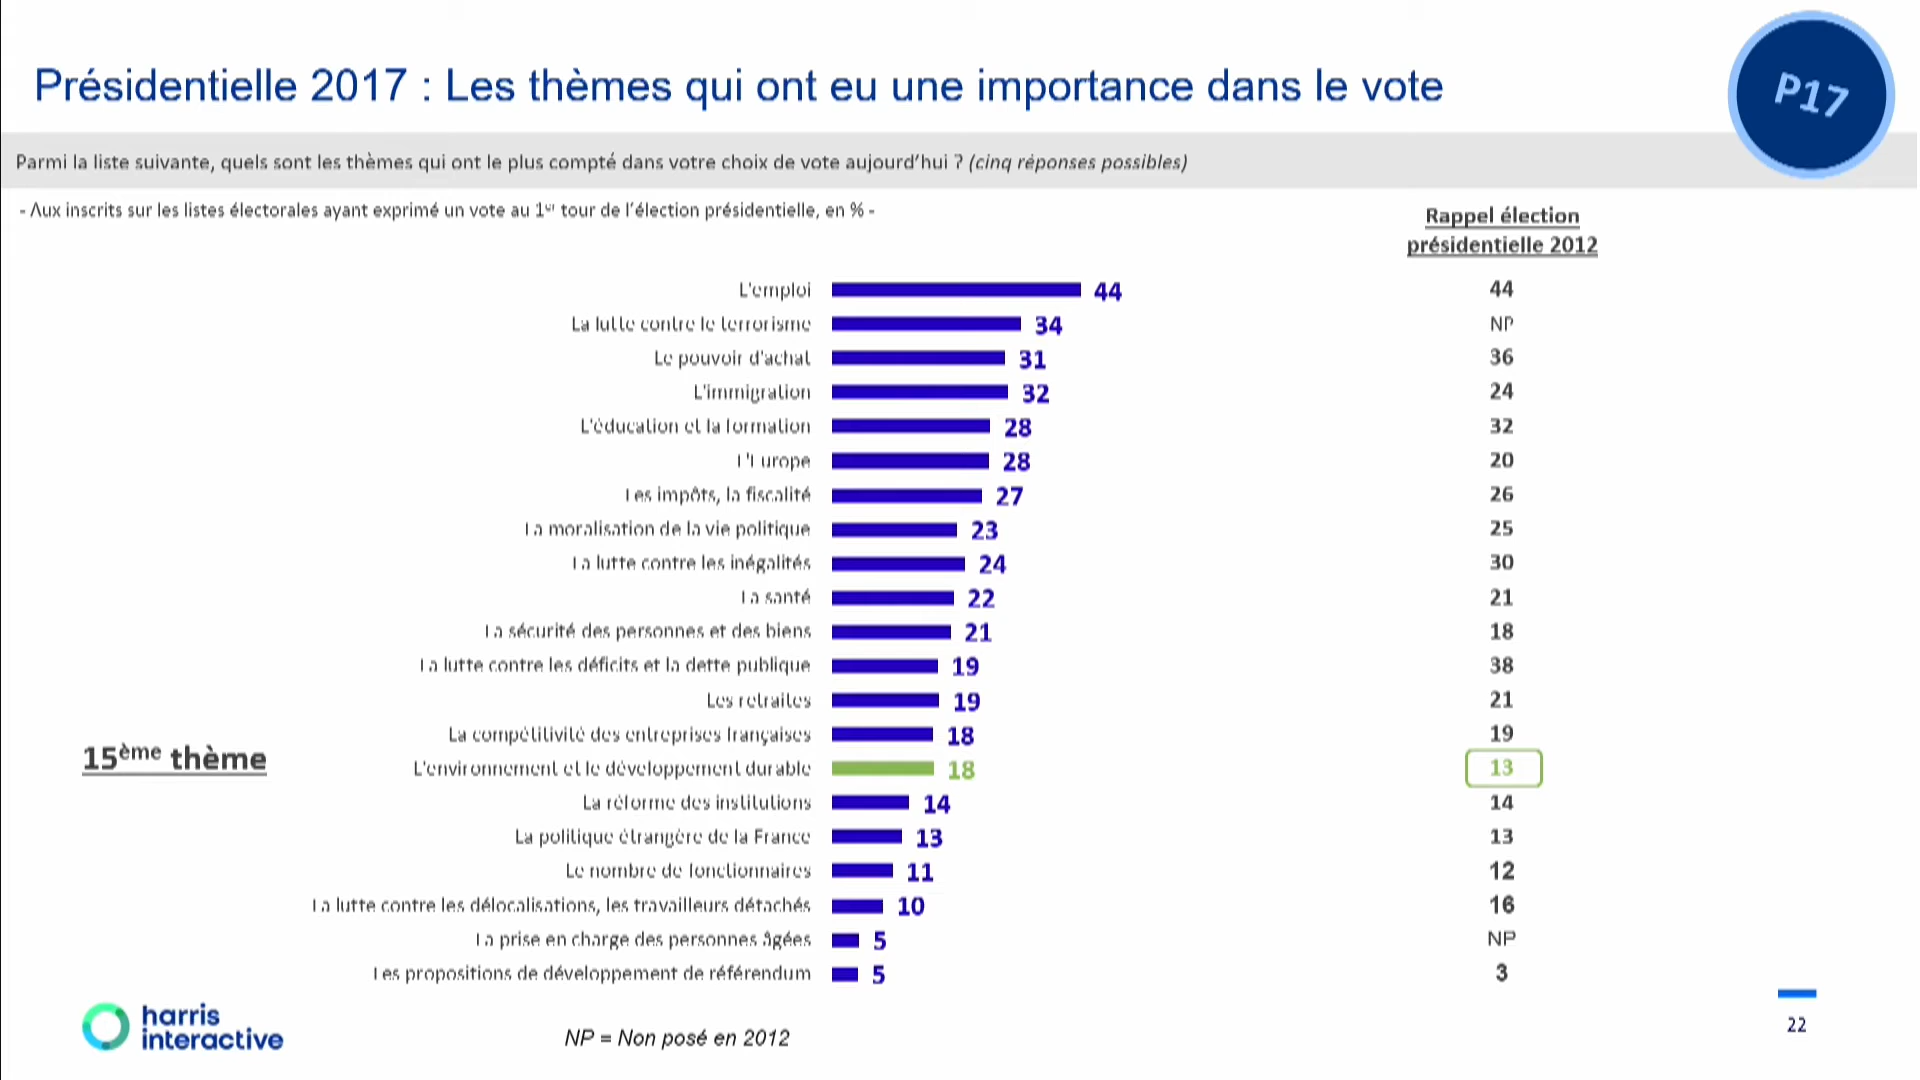 Présidentielle 2017 : Les thèmes qui ont eu une importance dans le vote
P17
Parmi la liste suivante, quels sont les thèmes qui ont le plus compté dans votre choix de vote aujourd'hui ? (cinq réponses possibles)
- Aux inscrits sur les listes électorales ayant exprimé un vote au 1er tour de l'élection présidentielle, en % -
Rappel élection
présidentielle 2012
L'emploi 44 44
La lutte contre le terrorisme 34 NP
Le pouvoir d'achat 31 36
L'immigration 32 24
L'éducation et la formation 28 32
L'Europe 28 20
Les impôts, la fiscalité 27 26
La moralisation de la vie politique 23 25
La lutte contre les inégalités 24 30
La santé 22 21
La sécurité des personnes et des biens 21 18
La lutte contre les déficits et la dette publique 19 38
Les retraites 19 21
La compétitivité des entreprises françaises 18 19
15ème thème
L'environnement et le développement durable 18 13
La réforme des institutions 14 14
La politique étrangère de la France 13 13
Le nombre de fonctionnaires 11 12
La lutte contre les délocalisations, les travailleurs détachés 10 16
La prise en charge des personnes âgées 5 NP
Les propositions de développement de référendum 5 3
harris
interactive
NP = Non posé en 2012
22